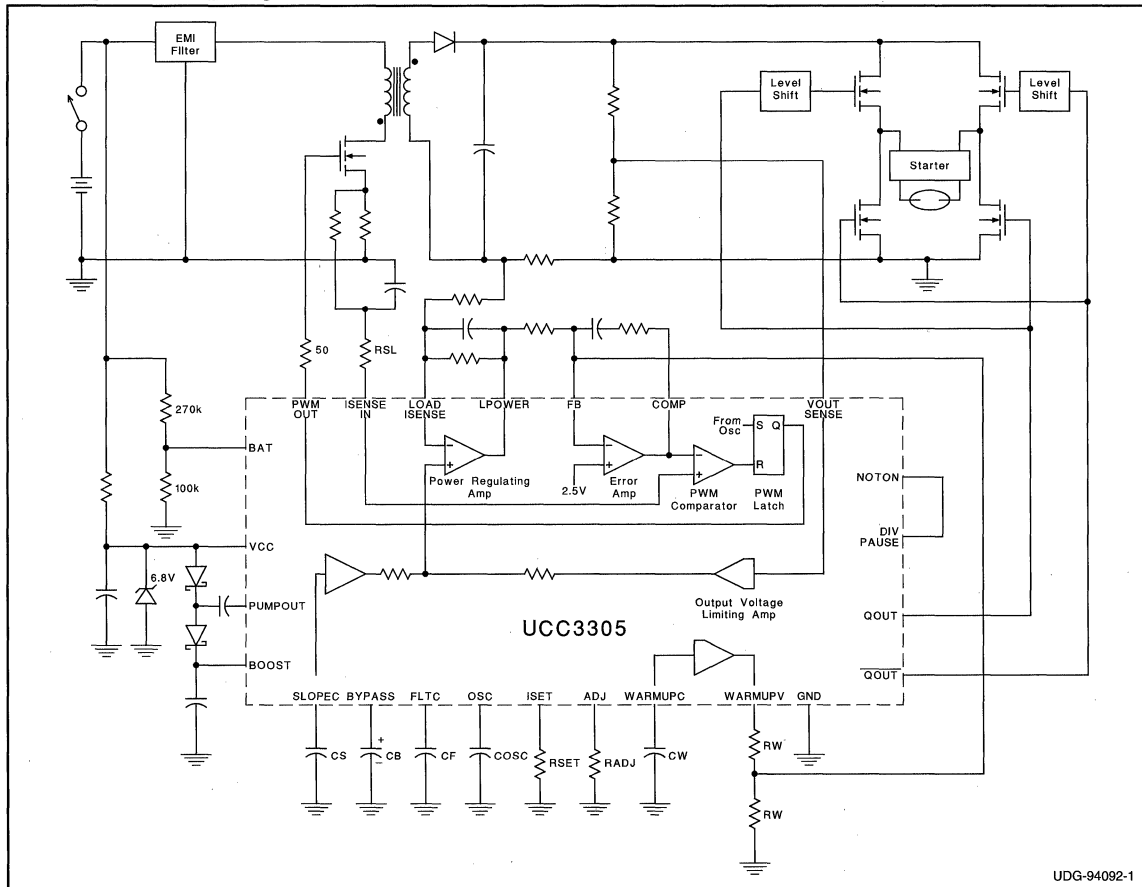 EMI
Filter
Level
Shift
Level
Shift
Starter
50
RSL
270k
PWM
OUT
ISENSE
IN
LOAD
ISENSE
LPOWER
FB
COMP
VOUT
SENSE
From
Osc
S
Q
R
BAT
Power Regulating
Amp
2.5V
Error
Amp
PWM
Comparator
PWM
Latch
NOTON
100k
DIV
PAUSE
VCC
6.8V
Output Voltage
Limiting Amp
PUMPOUT
QOUT
UCC3305
BOOST
QOUT
SLOPEC
BYPASS
FLTC
OSC
ISET
ADJ
WARMUPC
WARMUPV
GND
CS
+
CB
–
CF
COSC
RSET
RADJ
CW
RW
RW
UDG-94092-1